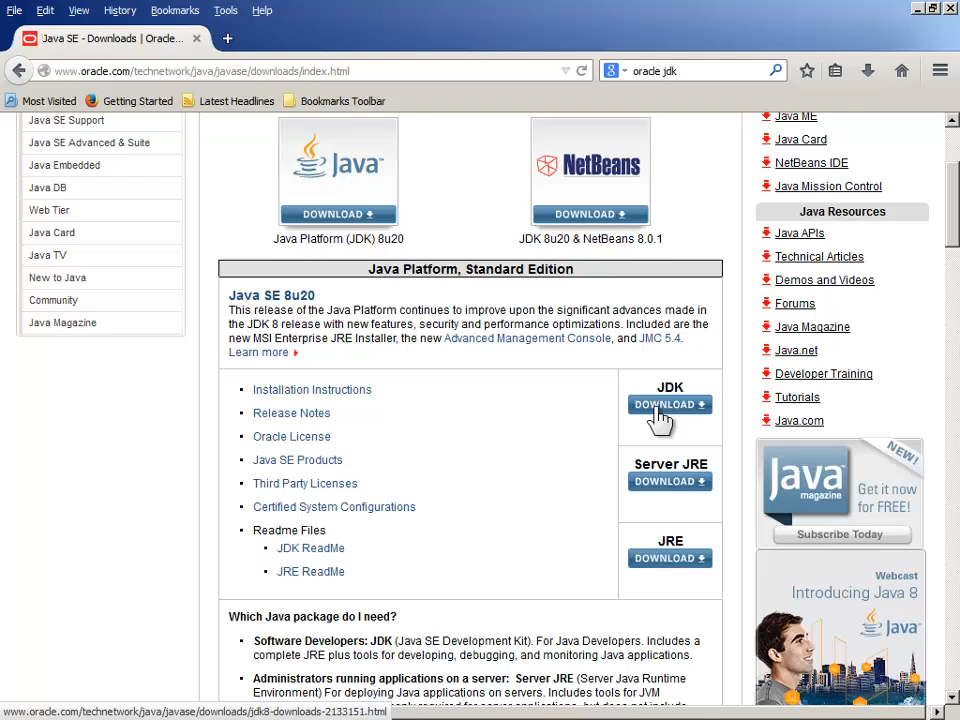 File Edit View History Bookmarks Tools Help
Java SE - Downloads | Oracle...
www.oracle.com/technetwork/java/javase/downloads/index.html
oracle jdk
Most Visited Getting Started Latest Headlines Bookmarks Toolbar
Java SE Support
Java SE Advanced & Suite
Java Embedded
Java DB
Web Tier
Java Card
Java TV
New to Java
Community
Java Magazine
Java™
DOWNLOAD
Java Platform (JDK) 8u20
NetBeans
DOWNLOAD
JDK 8u20 & NetBeans 8.0.1
Java Platform, Standard Edition
Java SE 8u20
This release of the Java Platform continues to improve upon the significant advances made in
the JDK 8 release with new features, security and performance optimizations. Included are the
new MSI Enterprise JRE Installer, the new Advanced Management Console, and JMC 5.4.
Learn more
• Installation Instructions
• Release Notes
• Oracle License
• Java SE Products
• Third Party Licenses
• Certified System Configurations
• Readme Files
• JDK ReadMe
• JRE ReadMe
JDK
DOWNLOAD
Server JRE
DOWNLOAD
JRE
DOWNLOAD
Which Java package do I need?
• Software Developers: JDK (Java SE Development Kit). For Java Developers. Includes a
complete JRE plus tools for developing, debugging, and monitoring Java applications.
• Administrators running applications on a server: Server JRE (Server Java Runtime
Environment) For deploying Java applications on servers. Includes tools for JVM
Java ME
Java Card
NetBeans IDE
Java Mission Control
Java Resources
Java APIs
Technical Articles
Demos and Videos
Forums
Java Magazine
Java.net
Developer Training
Tutorials
Java.com
NEW!
Java
magazine
Get it now
for FREE!
Subscribe Today
Webcast
Introducing Java 8
Java™
www.oracle.com/technetwork/java/javase/downloads/jdk8-downloads-2133151.html